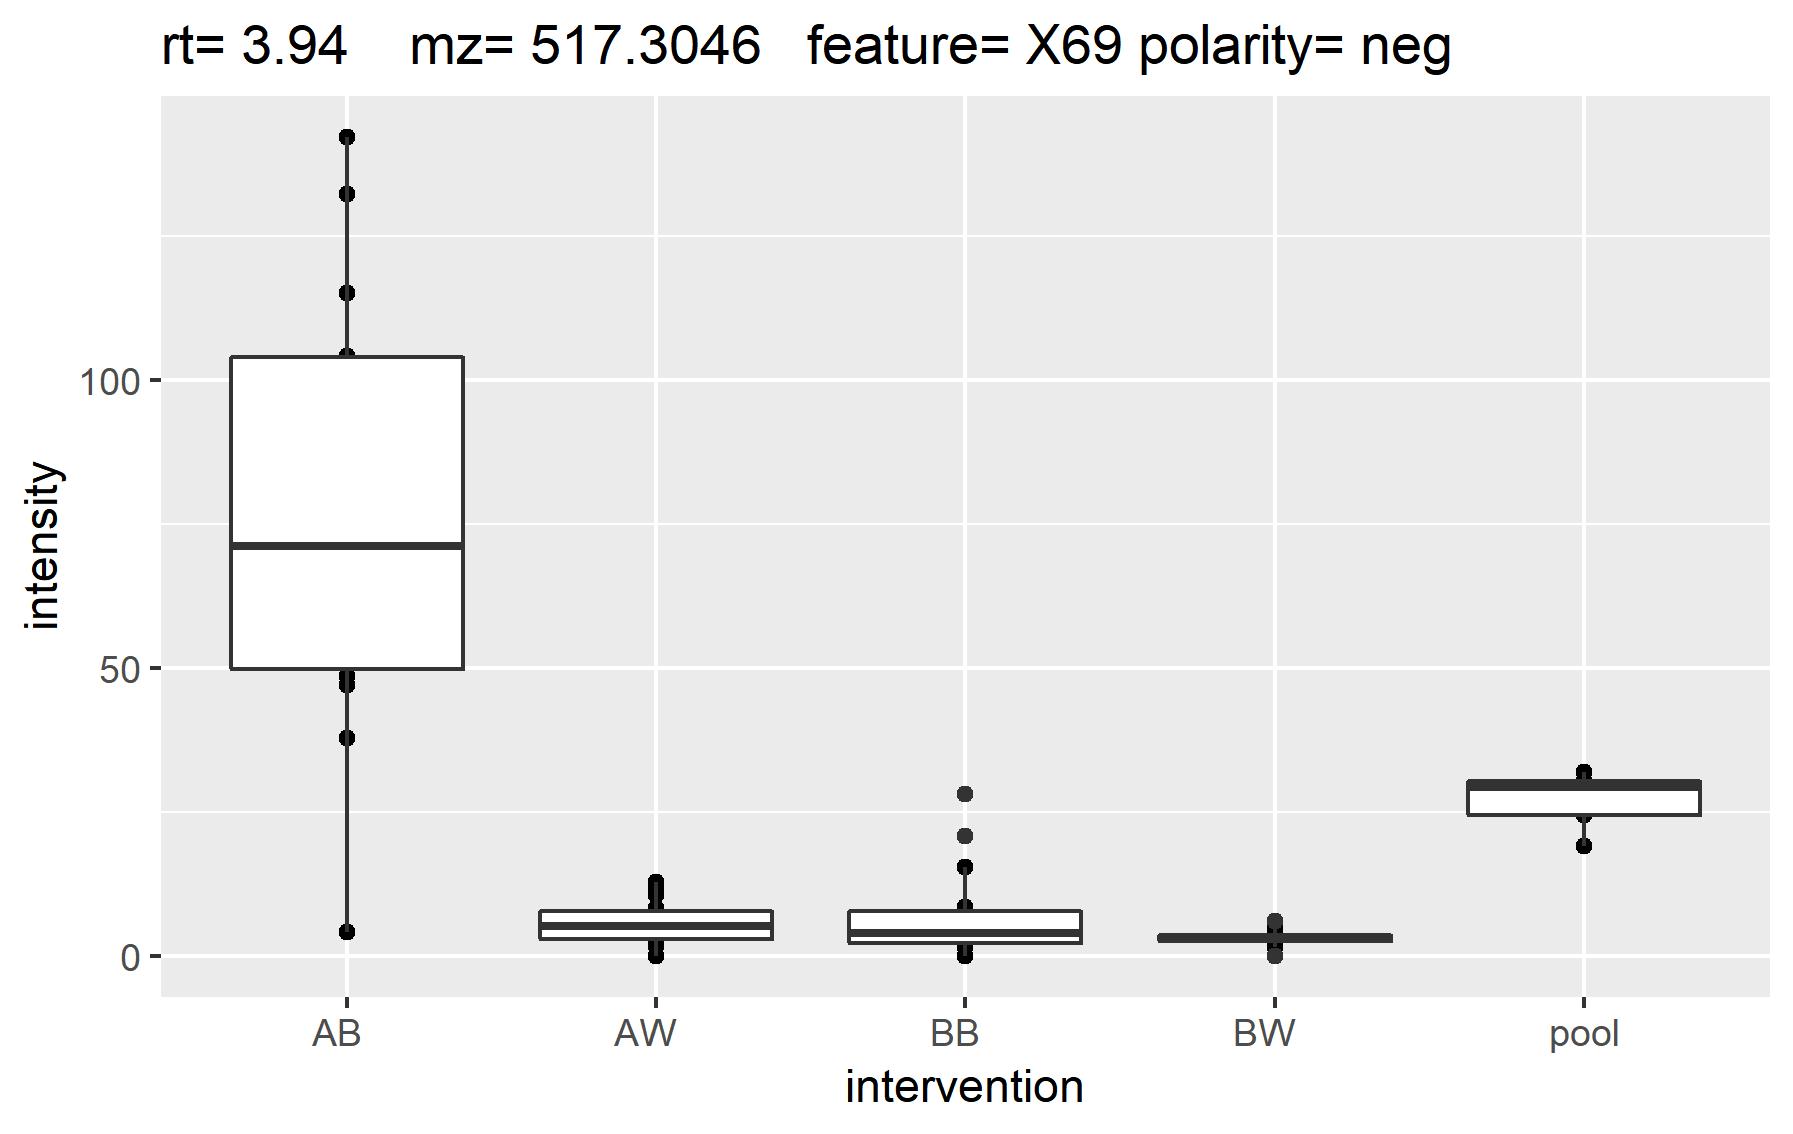 rt= 3.94 mz= 517.3046 feature= X69 polarity= neg
intensity
100
50
0
AB AW BB BW pool
intervention